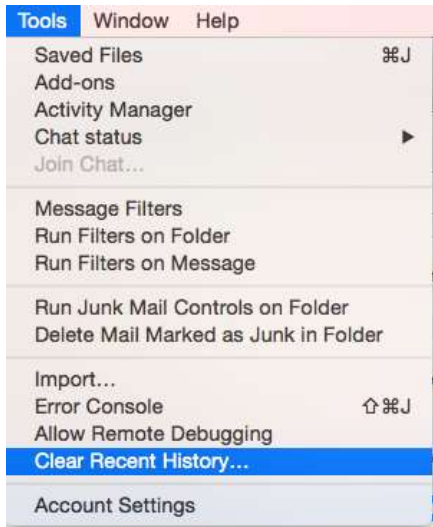 Tools Window Help
Saved Files ⌘J
Add-ons
Activity Manager
Chat status ▶
Join Chat...
Message Filters
Run Filters on Folder
Run Filters on Message
Run Junk Mail Controls on Folder
Delete Mail Marked as Junk in Folder
Import...
Error Console ⇧⌘J
Allow Remote Debugging
Clear Recent History...
Account Settings